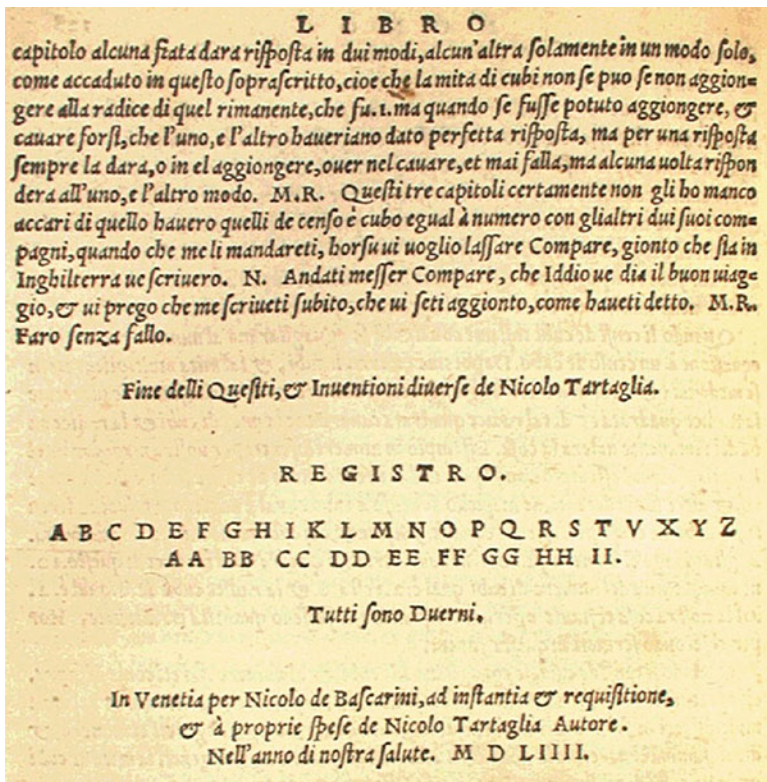 LIBRO
capitolo alcuna fiata dara risposta in dui modi, alcun'altra solamente in un modo solo,
come accaduto in questo soprascritto, cioe che la mita di cubi non se puo se non aggion=
gere alla radice di quel rimanente, che fu.1. ma quando se fusse potuto aggiongere, &
cauare forsi, che l'uno, e l'altro haueriano dato perfetta risposta, ma per una risposta
sempre la dara, o in el aggiongere, ouer nel cauare, et mai falla, ma alcuna uolta rispon
dera all'uno, e l'altro modo. M.R. Questi tre capitoli certamente non gli ho manco
accari di quello hauero quelli de censo è cubo egual à numero con glialtri dui suoi com=
pagni, quando che me li mandareti, horsu ui uoglio lassare Compare, gionto che sia in
Inghilterra ue scriuero. N. Andati messer Compare, che Iddio ue dia il buon uiag=
gio, & ui prego che me scriueti subito, che ui seti aggionto, come haueti detto. M.R.
Faro senza fallo.
Fine delli Quesiti, & Inuentioni diuerse de Nicolo Tartaglia.
REGISTRO.
A B C D E F G H I K L M N O P Q R S T V X Y Z
AA BB CC DD EE FF GG HH II.
Tutti sono Duerni.
In Venetia per Nicolo de Bascarini, ad instantia & requisitione,
& à proprie spese de Nicolo Tartaglia Autore.
Nell'anno di nostra salute. M D LIIII.